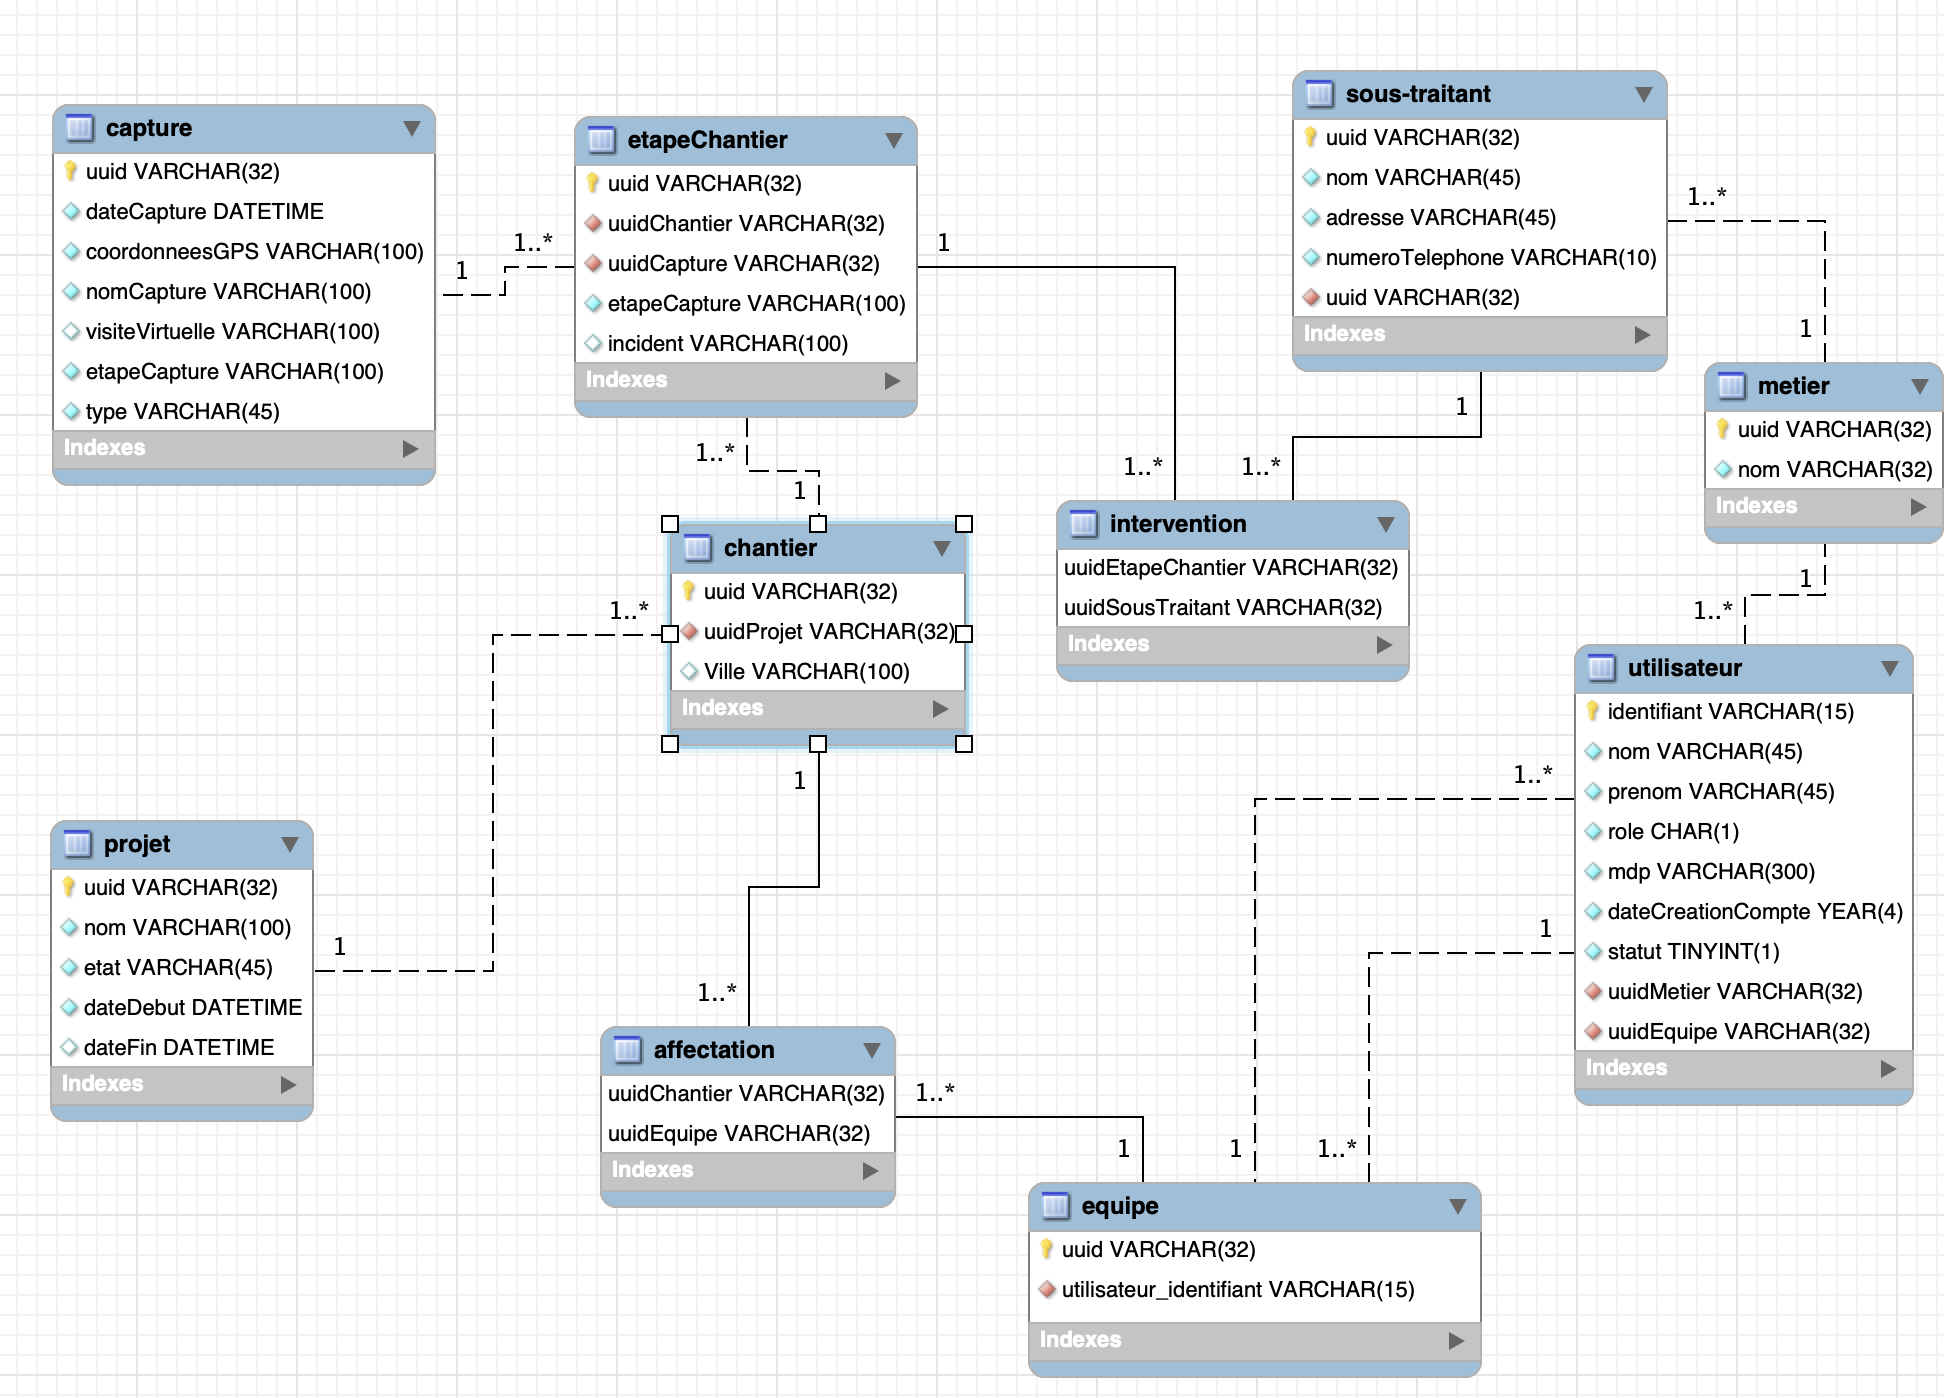 capture
uuid VARCHAR(32)
dateCapture DATETIME
coordonneesGPS VARCHAR(100)
nomCapture VARCHAR(100)
visiteVirtuelle VARCHAR(100)
etapeCapture VARCHAR(100)
type VARCHAR(45)
Indexes
1
1..*
etapeChantier
uuid VARCHAR(32)
uuidChantier VARCHAR(32)
uuidCapture VARCHAR(32)
etapeCapture VARCHAR(100)
incident VARCHAR(100)
Indexes
1
1..*
1..*
1
sous-traitant
uuid VARCHAR(32)
nom VARCHAR(45)
adresse VARCHAR(45)
numeroTelephone VARCHAR(10)
uuid VARCHAR(32)
Indexes
1..*
1
1
1..*
metier
uuid VARCHAR(32)
nom VARCHAR(32)
Indexes
1
1..*
chantier
uuid VARCHAR(32)
uuidProjet VARCHAR(32)
Ville VARCHAR(100)
Indexes
1..*
1
intervention
uuidEtapeChantier VARCHAR(32)
uuidSousTraitant VARCHAR(32)
Indexes
utilisateur
identifiant VARCHAR(15)
nom VARCHAR(45)
prenom VARCHAR(45)
role CHAR(1)
mdp VARCHAR(300)
dateCreationCompte YEAR(4)
statut TINYINT(1)
uuidMetier VARCHAR(32)
uuidEquipe VARCHAR(32)
Indexes
1..*
1
projet
uuid VARCHAR(32)
nom VARCHAR(100)
etat VARCHAR(45)
dateDebut DATETIME
dateFin DATETIME
Indexes
1
1..*
affectation
uuidChantier VARCHAR(32)
uuidEquipe VARCHAR(32)
Indexes
1..*
1
1
1..*
equipe
uuid VARCHAR(32)
utilisateur_identifiant VARCHAR(15)
Indexes